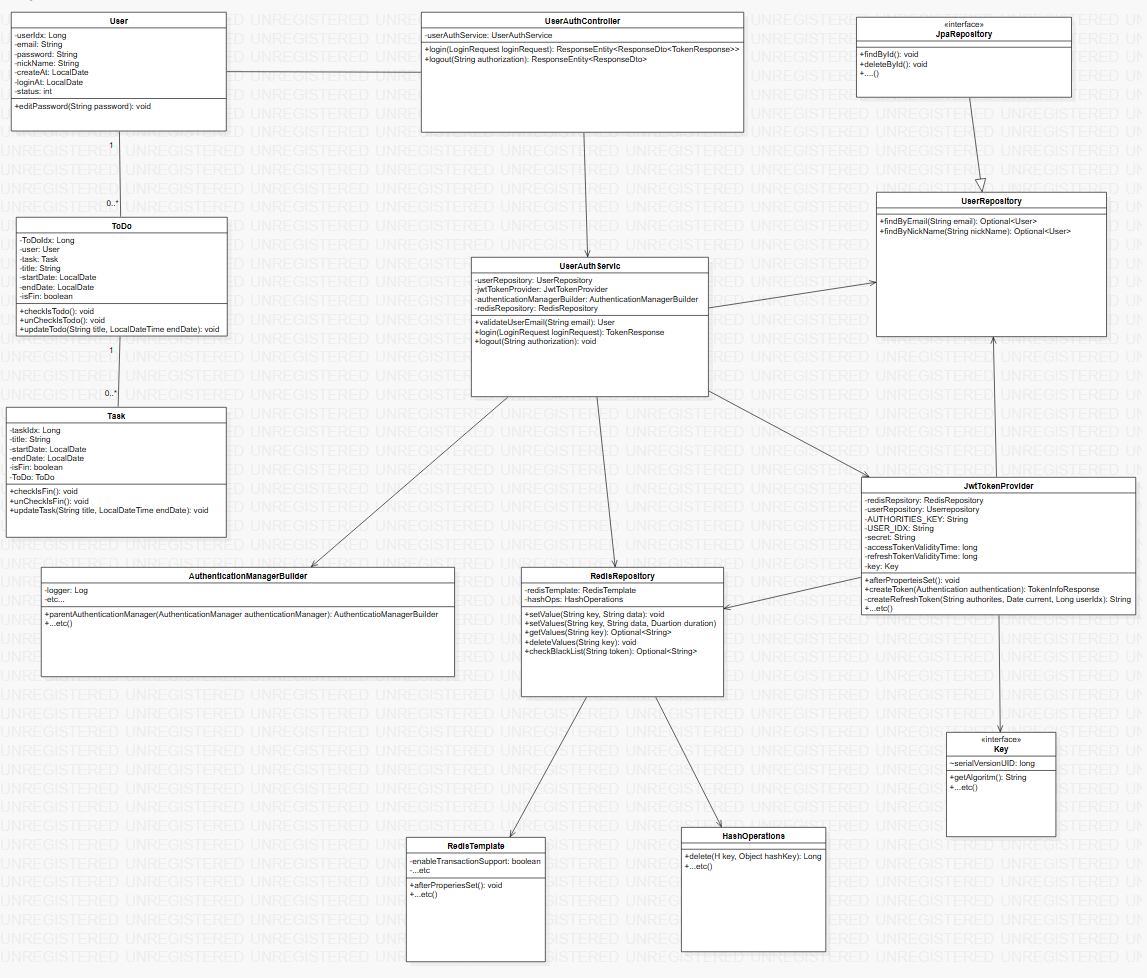 User
-userIdx: Long
-email: String
-password: String
-nickName: String
-createAt: LocalDate
-loginAt: LocalDate
-status: int
+editPassword(String password): void
UserAuthController
-userAuthService: UserAuthService
+login(LoginRequest loginRequest): ResponseEntity<ResponseDto<TokenResponse>>
+logout(String authorization): ResponseEntity<ResponseDto>
«interface»
JpaRepository
+findById(): void
+deleteById(): void
+....()
1
0..*
ToDo
-ToDoIdx: Long
-user: User
-task: Task
-title: String
-startDate: LocalDate
-endDate: LocalDate
-isFin: boolean
+checkIsTodo(): void
+unCheckIsTodo(): void
+updateTodo(String title, LocalDateTime endDate): void
UserRepository
+findByEmail(String email): Optional<User>
+findByNickName(String nickName): Optional<User>
UserAuthServic
-userRepository: UserRepository
-jwtTokenProvider: JwtTokenProvider
-authenticationManagerBuilder: AuthenticationManagerBuilder
-redisRepository: RedisRepository
+validateUserEmail(String email): User
+login(LoginRequest loginRequest): TokenResponse
+logout(String authorization): void
1
0..*
Task
-taskIdx: Long
-title: String
-startDate: LocalDate
-endDate: LocalDate
-isFin: boolean
-ToDo: ToDo
+checkIsFin(): void
+unCheckIsFin(): void
+updateTask(String title, LocalDateTime endDate): void
JwtTokenProvider
-redisRepsitory: RedisRepository
-userRepository: Userrepository
-AUTHORITIES_KEY: String
-USER_IDX: String
-secret: String
-accessTokenValidityTime: long
-refreshTokenValidityTime: long
-key: Key
+afterProperteisSet(): void
+createToken(Authentication authentication): TokenInfoResponse
-createRefreshToken(String authorites, Date current, Long userIdx): String
+...etc()
AuthenticationManagerBuilder
-logger: Log
-etc...
+parentAuthenticationManager(AuthenticationManager authenticationManager): AuthenticatioManagerBuilder
+...etc()
RedisRepository
-redisTemplate: RedisTemplate
-hashOps: HashOperations
+setValue(String key, String data): void
+setValues(String key, String data, Duartion duration)
+getValues(String key): Optional<String>
+deleteValues(String key): void
+checkBlackList(String token): Optional<String>
«interface»
Key
~serialVersionUID: long
+getAlgoritm(): String
+...etc()
RedisTemplate
-enableTransactionSupport: boolean
-...etc
+afterProperiesSet(): void
+...etc()
HashOperations
+delete(H key, Object hashKey): Long
+...etc()
UNREGISTERED